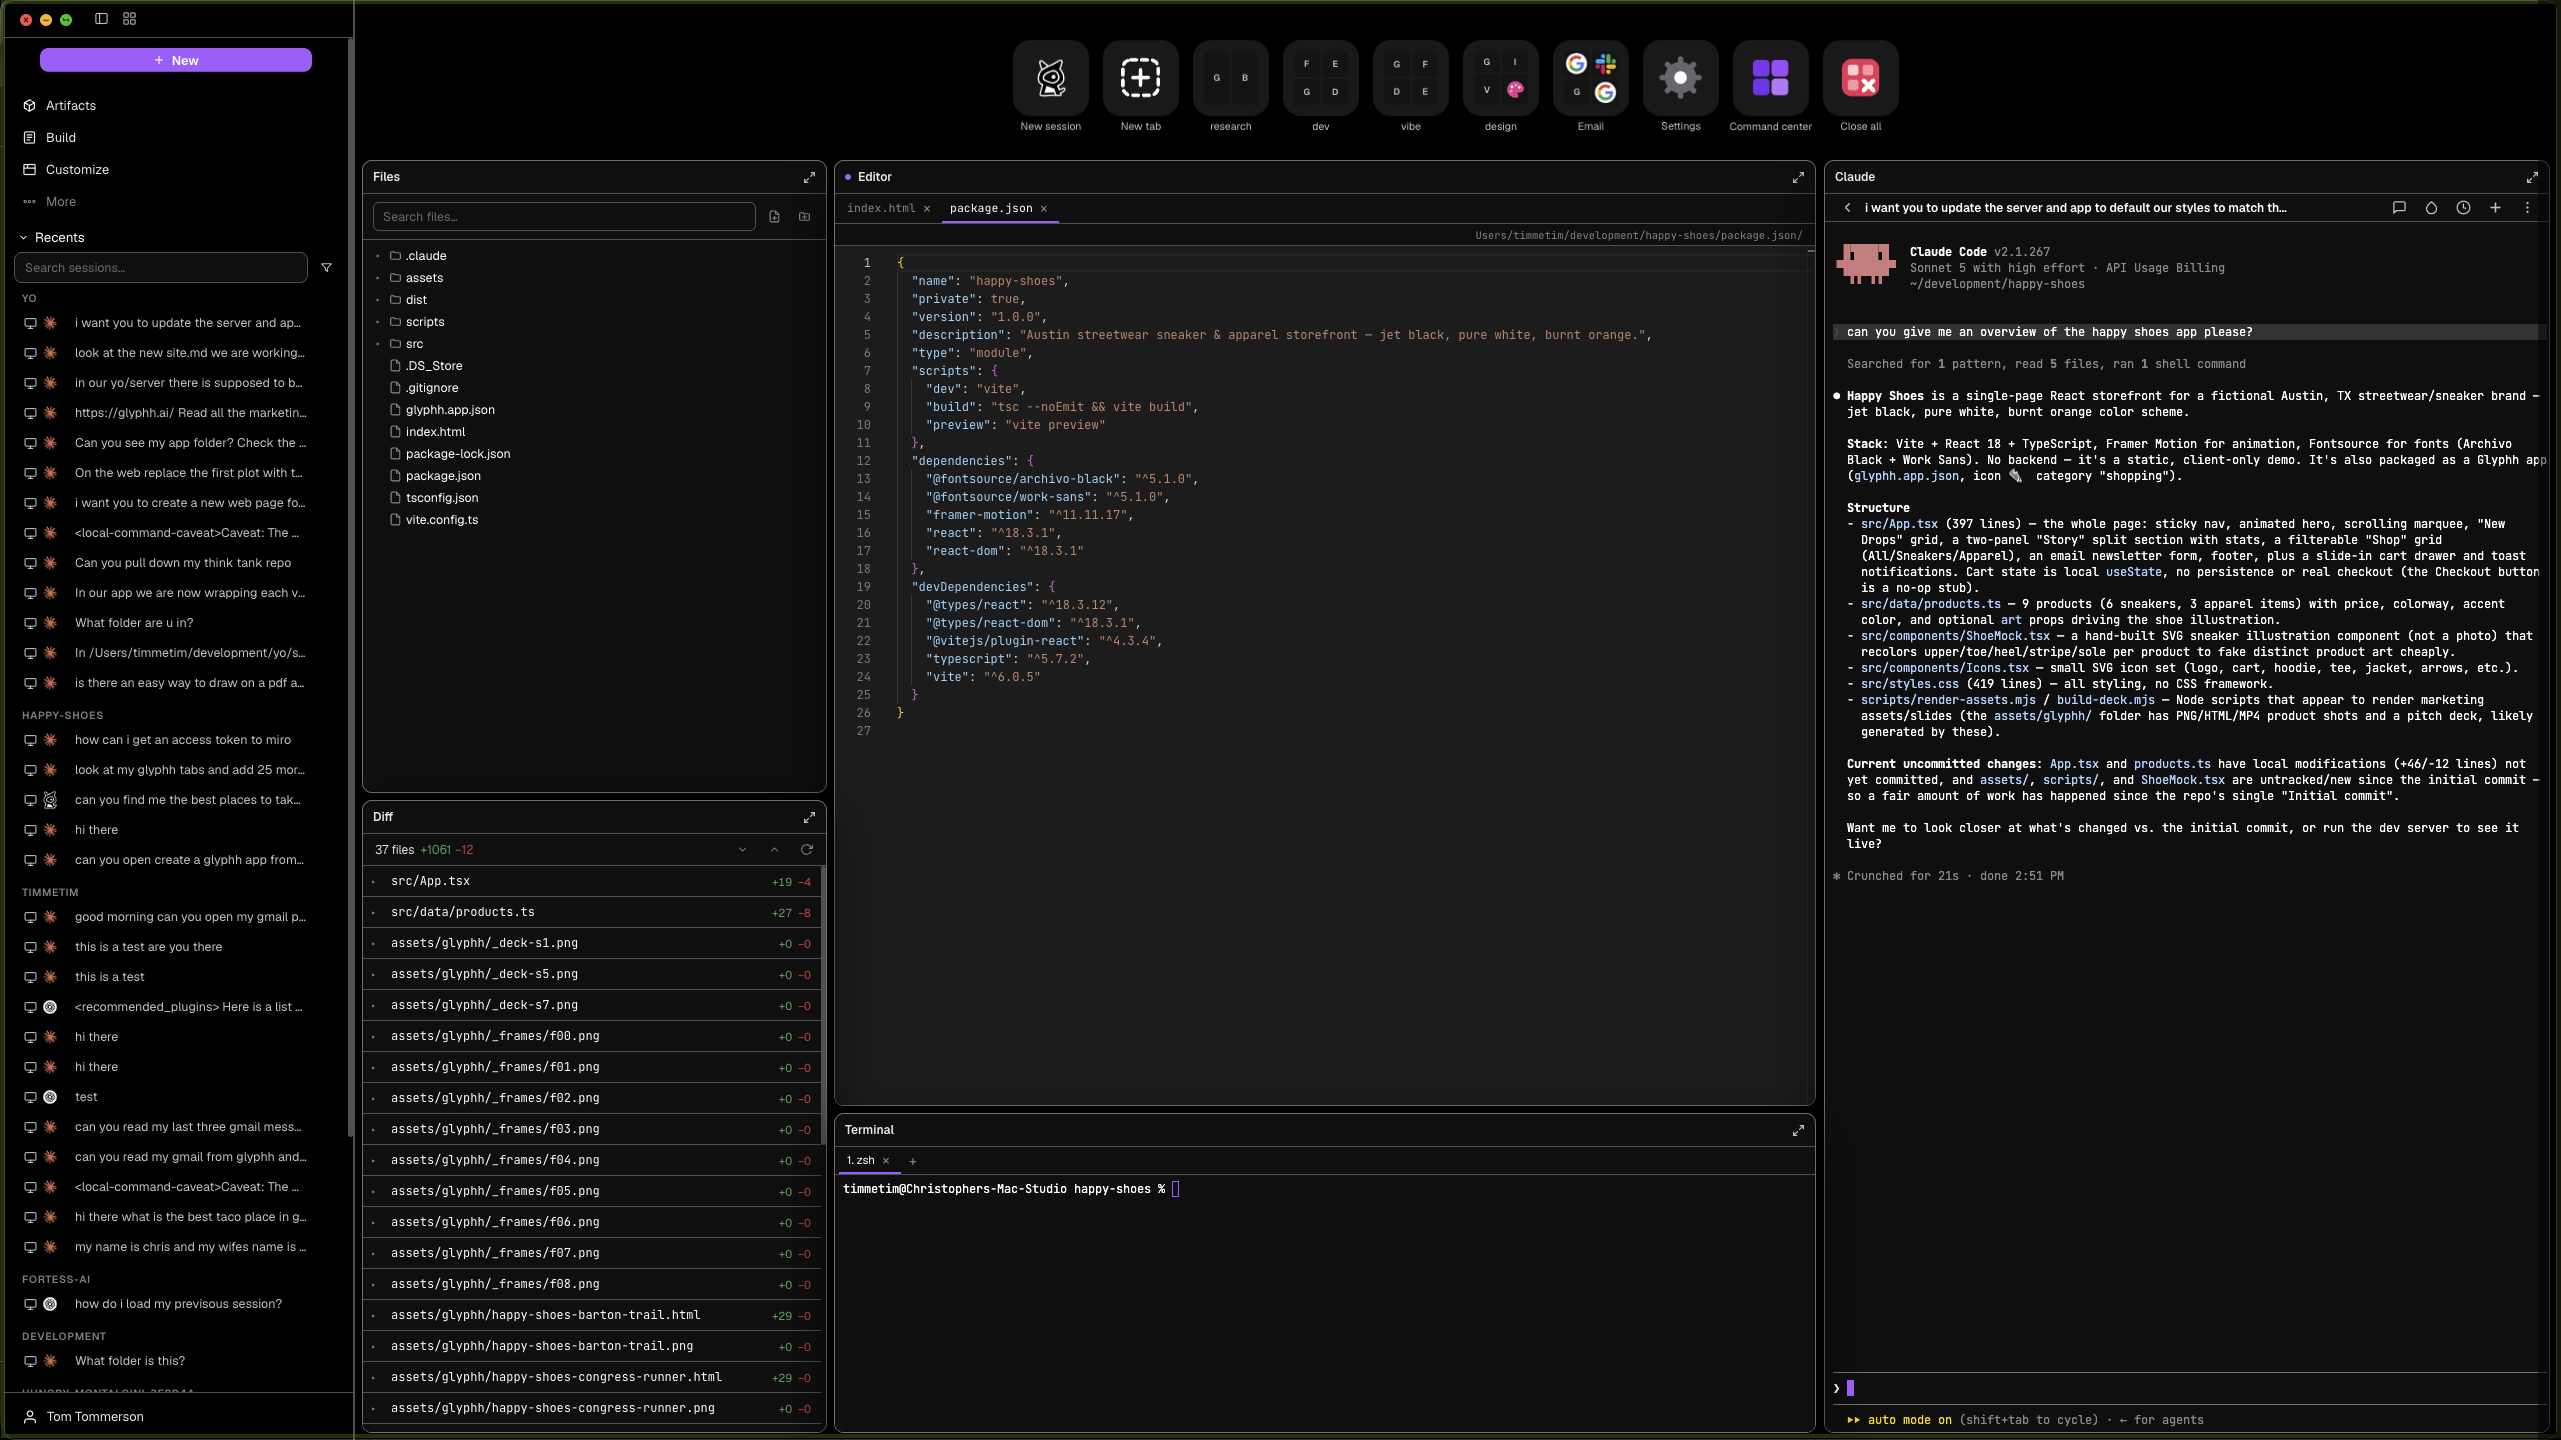 + New
Artifacts
Build
Customize
More
Recents
Search sessions...
YO
i want you to update the server and ap...
look at the new site.md we are working...
in our yo/server there is supposed to b...
https://glyphh.ai/ Read all the marketin...
Can you see my app folder? Check the ...
On the web replace the first plot with t...
i want you to create a new web page fo...
<local-command-caveat>Caveat: The ...
Can you pull down my think tank repo
In our app we are now wrapping each v...
What folder are u in?
In /Users/timmetim/development/yo/s...
is there an easy way to draw on a pdf a...
HAPPY-SHOES
how can i get an access token to miro
look at my glyphh tabs and add 25 mor...
can you find me the best places to tak...
hi there
can you open create a glyphh app from...
TIMMETIM
good morning can you open my gmail p...
this is a test are you there
this is a test
<recommended_plugins> Here is a list ...
hi there
hi there
test
can you read my last three gmail mess...
can you read my gmail from glyphh and...
<local-command-caveat>Caveat: The ...
hi there what is the best taco place in g...
my name is chris and my wifes name is ...
FORTESS-AI
how do i load my previsous session?
DEVELOPMENT
What folder is this?
Tom Tommerson
G B
F E
G D
G F
D E
G I
V
G
New session
New tab
research
dev
vibe
design
Email
Settings
Command center
Close all
Files
Search files...
.claude
assets
dist
scripts
src
.DS_Store
.gitignore
glyphh.app.json
index.html
package-lock.json
package.json
tsconfig.json
vite.config.ts
Diff
37 files +1061 −12
src/App.tsx +19 −4
src/data/products.ts +27 −8
assets/glyphh/_deck-s1.png +0 −0
assets/glyphh/_deck-s5.png +0 −0
assets/glyphh/_deck-s7.png +0 −0
assets/glyphh/_frames/f00.png +0 −0
assets/glyphh/_frames/f01.png +0 −0
assets/glyphh/_frames/f02.png +0 −0
assets/glyphh/_frames/f03.png +0 −0
assets/glyphh/_frames/f04.png +0 −0
assets/glyphh/_frames/f05.png +0 −0
assets/glyphh/_frames/f06.png +0 −0
assets/glyphh/_frames/f07.png +0 −0
assets/glyphh/_frames/f08.png +0 −0
assets/glyphh/happy-shoes-barton-trail.html +29 −0
assets/glyphh/happy-shoes-barton-trail.png +0 −0
assets/glyphh/happy-shoes-congress-runner.html +29 −0
assets/glyphh/happy-shoes-congress-runner.png +0 −0
Editor
index.html × package.json ×
Users/timmetim/development/happy-shoes/package.json/
1 {
2 "name": "happy-shoes",
3 "private": true,
4 "version": "1.0.0",
5 "description": "Austin streetwear sneaker & apparel storefront — jet black, pure white, burnt orange.",
6 "type": "module",
7 "scripts": {
8 "dev": "vite",
9 "build": "tsc --noEmit && vite build",
10 "preview": "vite preview"
11 },
12 "dependencies": {
13 "@fontsource/archivo-black": "^5.1.0",
14 "@fontsource/work-sans": "^5.1.0",
15 "framer-motion": "^11.11.17",
16 "react": "^18.3.1",
17 "react-dom": "^18.3.1"
18 },
19 "devDependencies": {
20 "@types/react": "^18.3.12",
21 "@types/react-dom": "^18.3.1",
22 "@vitejs/plugin-react": "^4.3.4",
23 "typescript": "^5.7.2",
24 "vite": "^6.0.5"
25 }
26 }
27
Terminal
1. zsh × +
timmetim@Christophers-Mac-Studio happy-shoes %
Claude
i want you to update the server and app to default our styles to match th...
Claude Code v2.1.267
Sonnet 5 with high effort · API Usage Billing
~/development/happy-shoes
can you give me an overview of the happy shoes app please?
Searched for 1 pattern, read 5 files, ran 1 shell command
● Happy Shoes is a single-page React storefront for a fictional Austin, TX streetwear/sneaker brand —
jet black, pure white, burnt orange color scheme.
Stack: Vite + React 18 + TypeScript, Framer Motion for animation, Fontsource for fonts (Archivo
Black + Work Sans). No backend — it's a static, client-only demo. It's also packaged as a Glyphh app
(glyphh.app.json, icon category "shopping").
Structure
- src/App.tsx (397 lines) — the whole page: sticky nav, animated hero, scrolling marquee, "New
Drops" grid, a two-panel "Story" split section with stats, a filterable "Shop" grid
(All/Sneakers/Apparel), an email newsletter form, footer, plus a slide-in cart drawer and toast
notifications. Cart state is local useState, no persistence or real checkout (the Checkout button
is a no-op stub).
- src/data/products.ts — 9 products (6 sneakers, 3 apparel items) with price, colorway, accent
color, and optional art props driving the shoe illustration.
- src/components/ShoeMock.tsx — a hand-built SVG sneaker illustration component (not a photo) that
recolors upper/toe/heel/stripe/sole per product to fake distinct product art cheaply.
- src/components/Icons.tsx — small SVG icon set (logo, cart, hoodie, tee, jacket, arrows, etc.).
- src/styles.css (419 lines) — all styling, no CSS framework.
- scripts/render-assets.mjs / build-deck.mjs — Node scripts that appear to render marketing
assets/slides (the assets/glyphh/ folder has PNG/HTML/MP4 product shots and a pitch deck, likely
generated by these).
Current uncommitted changes: App.tsx and products.ts have local modifications (+46/-12 lines) not
yet committed, and assets/, scripts/, and ShoeMock.tsx are untracked/new since the initial commit —
so a fair amount of work has happened since the repo's single "Initial commit".
Want me to look closer at what's changed vs. the initial commit, or run the dev server to see it
live?
✻ Crunched for 21s · done 2:51 PM
❯
⏵⏵ auto mode on (shift+tab to cycle) · ← for agents